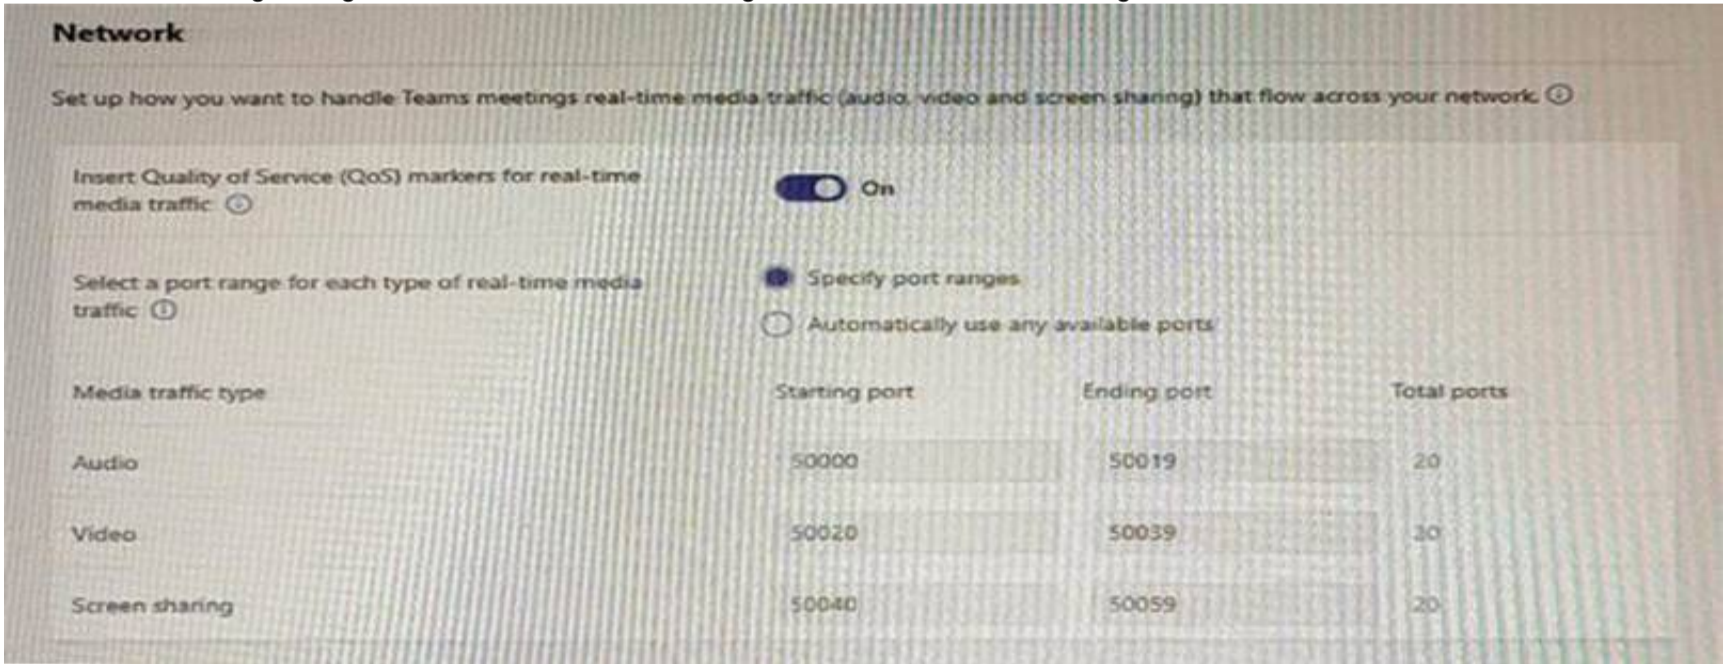 Network
Set up how you want to handle Teams meetings real-time media traffic (audio, video and screen sharing) that flow across your network.
Insert Quality of Service (QoS) markers for real-time
media traffic
On
Select a port range for each type of real-time media
traffic
Specify port ranges
Automatically use any available ports
Media traffic type Starting port Ending port Total ports
Audio 50000 50019 20
Video 50020 50039 20
Screen sharing 50040 50059 20